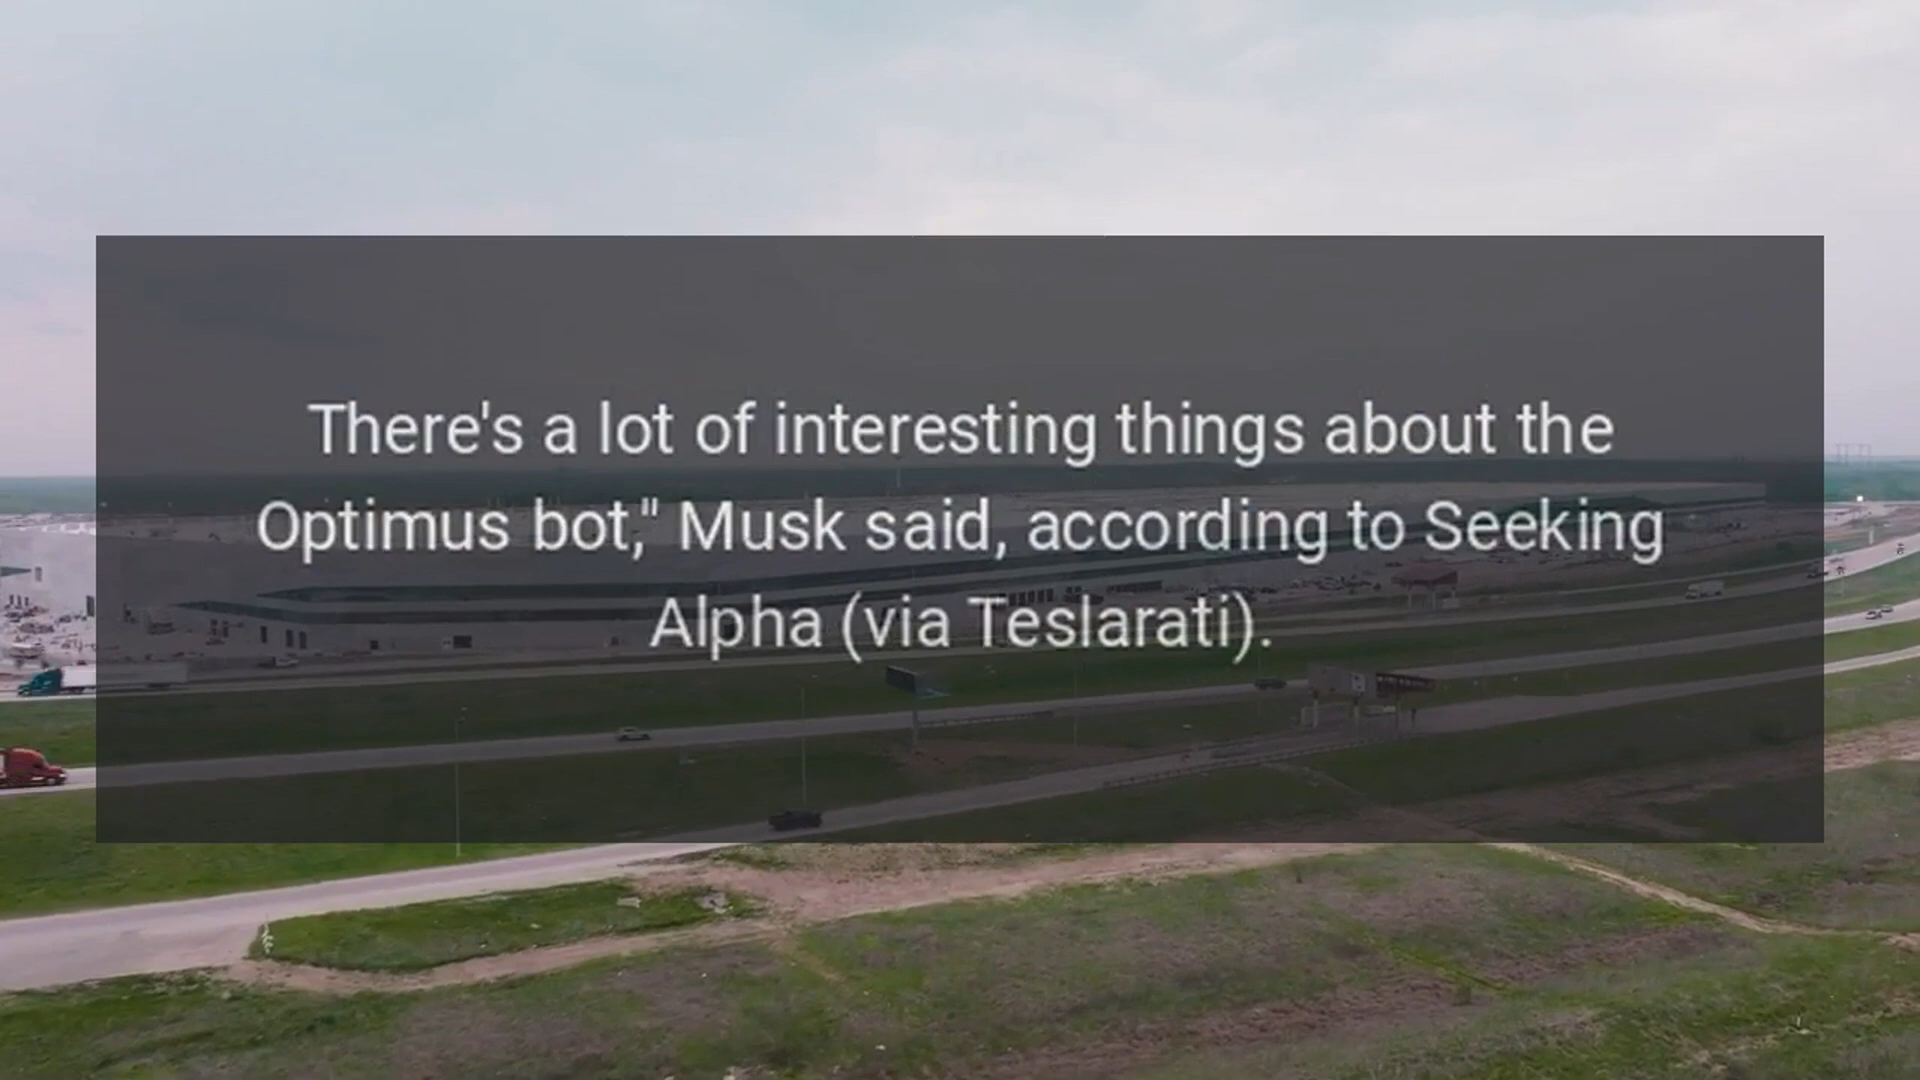 There's a lot of interesting things about the
Optimus bot," Musk said, according to Seeking
Alpha (via Teslarati).